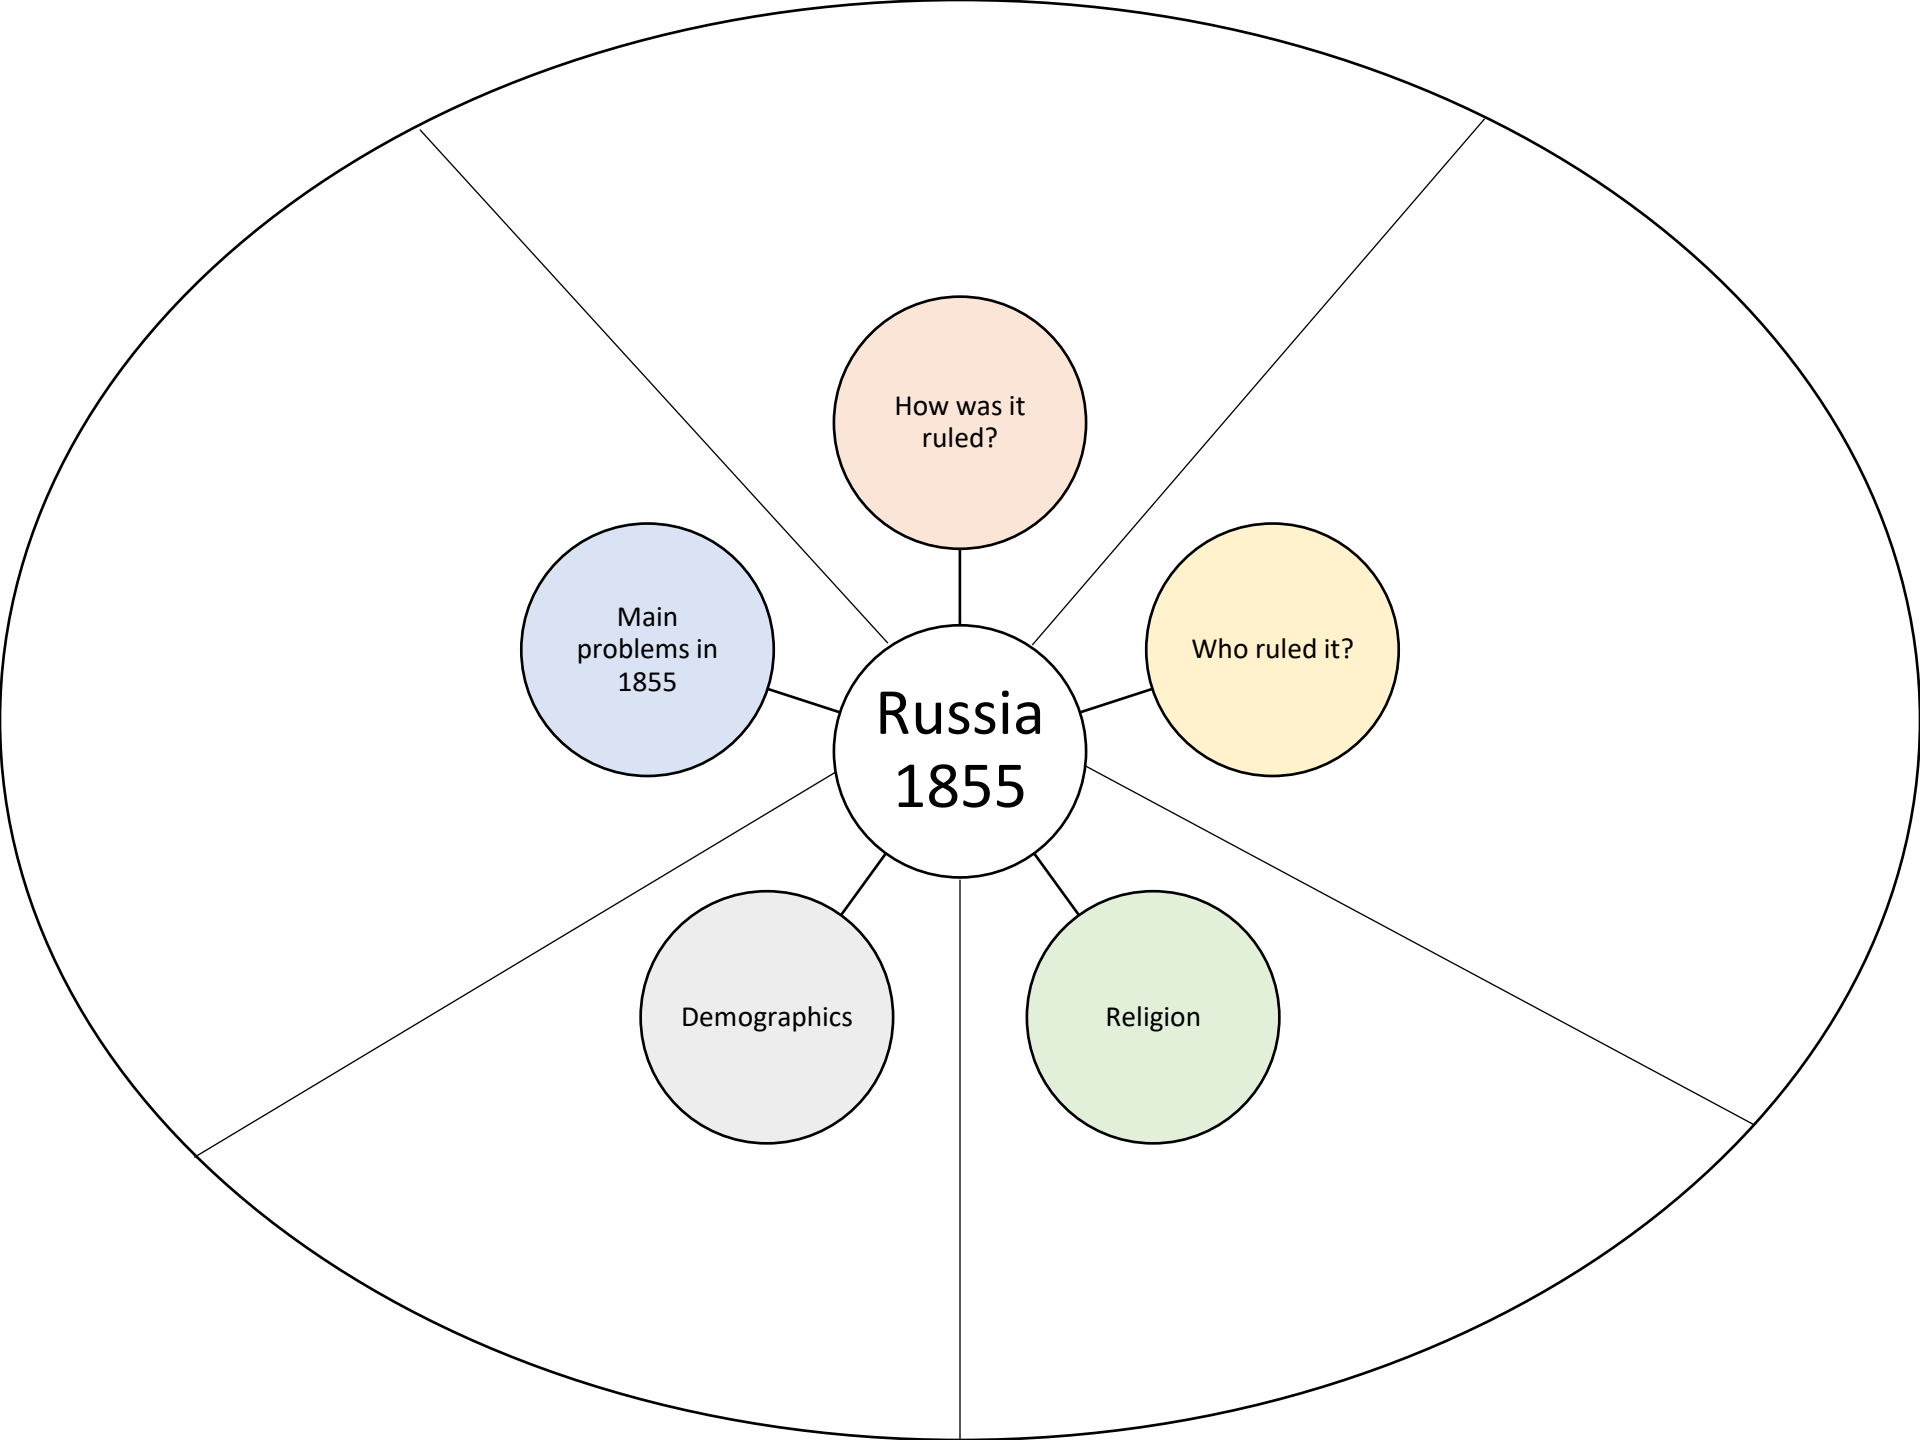 How was it
ruled?
Main
problems in
1855
Who ruled it?
Russia
1855
Demographics
Religion